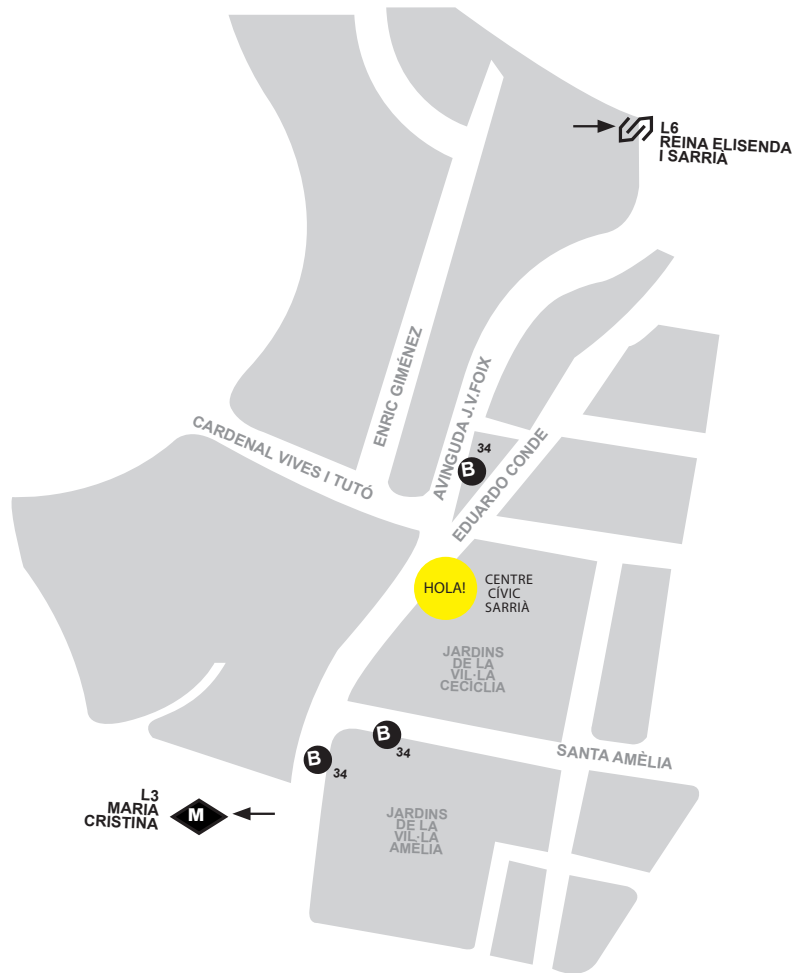 L6
REINA ELISENDA
I SARRIÀ
ENRIC GIMÉNEZ
AVINGUDA J.V.FOIX
CARDENAL VIVES I TUTÓ
34
B
EDUARDO CONDE
HOLA!
CENTRE
CÍVIC
SARRIÀ
JARDINS
DE LA
VIL·LA
CECÍCLIA
B
34
B
34
SANTA AMÈLIA
L3
MARIA
CRISTINA
M
JARDINS
DE LA
VIL·LA
AMÈLIA